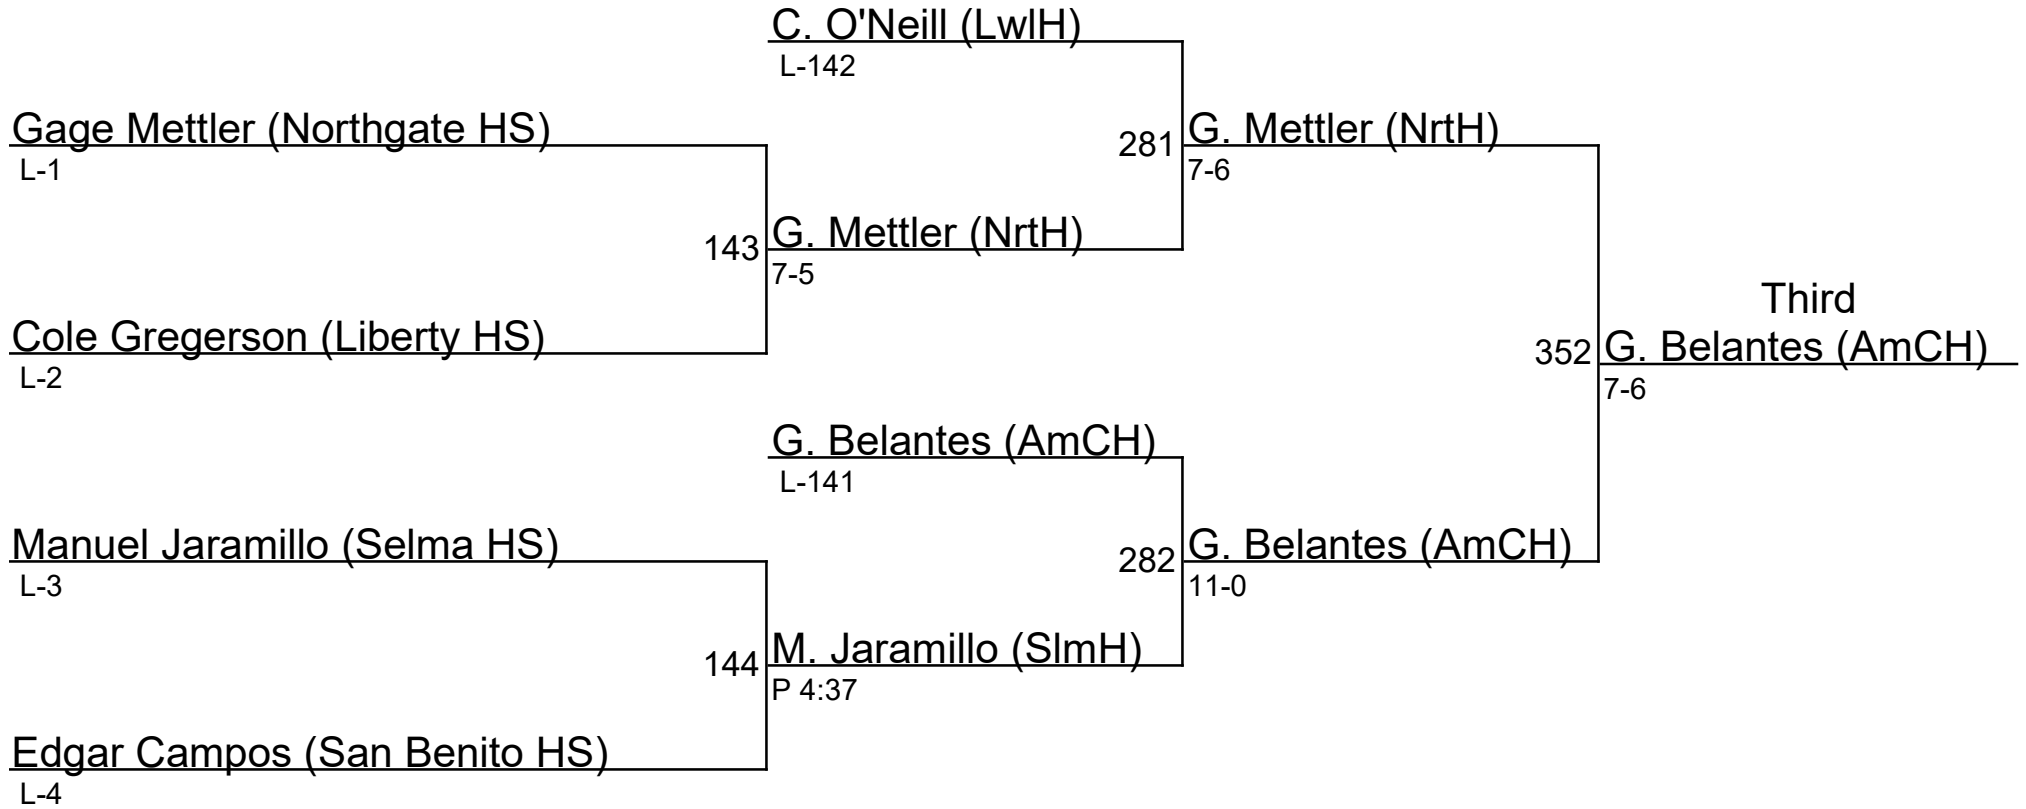 C. O'Neill (LwlH)
L-142
Gage Mettler (Northgate HS)
L-1
281
G. Mettler (NrtH)
7-6
143
G. Mettler (NrtH)
7-5
Cole Gregerson (Liberty HS)
L-2
Third
352
G. Belantes (AmCH)
7-6
G. Belantes (AmCH)
L-141
Manuel Jaramillo (Selma HS)
L-3
282
G. Belantes (AmCH)
11-0
144
M. Jaramillo (SlmH)
P 4:37
Edgar Campos (San Benito HS)
L-4